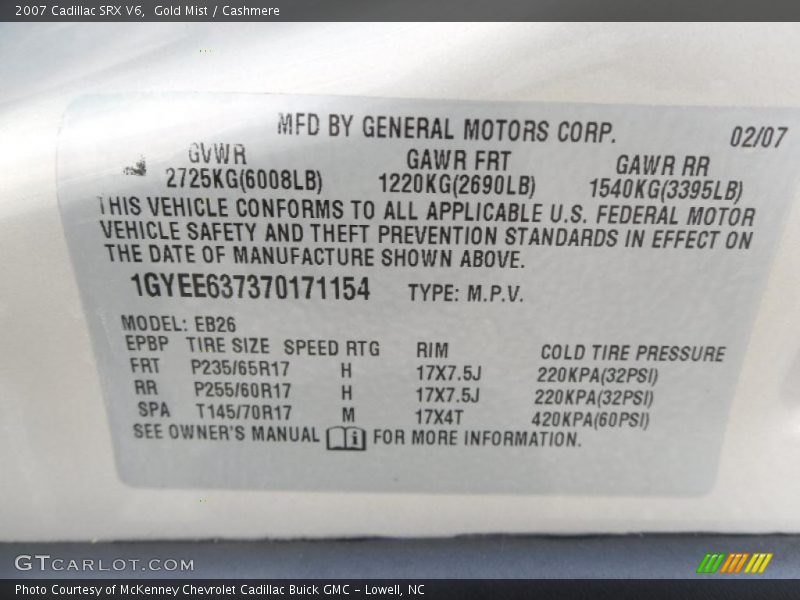 2007 Cadillac SRX V6,  Gold Mist / Cashmere
MFD BY GENERAL MOTORS CORP. 02/07
GVWR GAWR FRT GAWR RR
2725KG(6008LB) 1220KG(2690LB) 1540KG(3395LB)
THIS VEHICLE CONFORMS TO ALL APPLICABLE U.S. FEDERAL MOTOR
VEHICLE SAFETY AND THEFT PREVENTION STANDARDS IN EFFECT ON
THE DATE OF MANUFACTURE SHOWN ABOVE.
1GYEE637370171154 TYPE: M.P.V.
MODEL: EB26
EPBP TIRE SIZE SPEED RTG RIM COLD TIRE PRESSURE
FRT P235/65R17 H 17X7.5J 220KPA(32PSI)
RR P255/60R17 H 17X7.5J 220KPA(32PSI)
SPA T145/70R17 M 17X4T 420KPA(60PSI)
SEE OWNER'S MANUAL i FOR MORE INFORMATION.
GTCARLOT.COM
Photo Courtesy of McKenney Chevrolet Cadillac Buick GMC - Lowell, NC